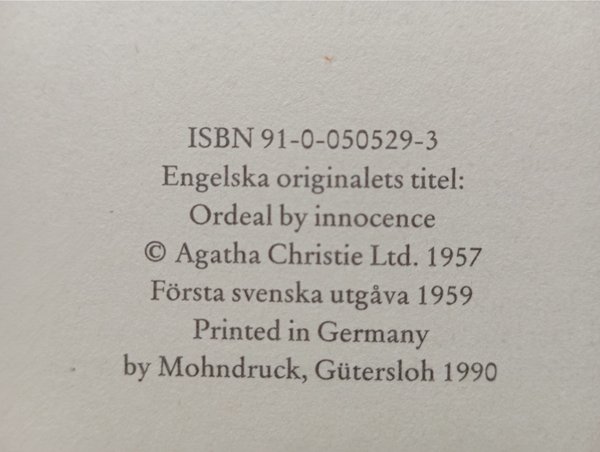 ISBN 91-0-050529-3
Engelska originalets titel:
Ordeal by innocence
© Agatha Christie Ltd. 1957
Första svenska utgåva 1959
Printed in Germany
by Mohndruck, Gütersloh 1990